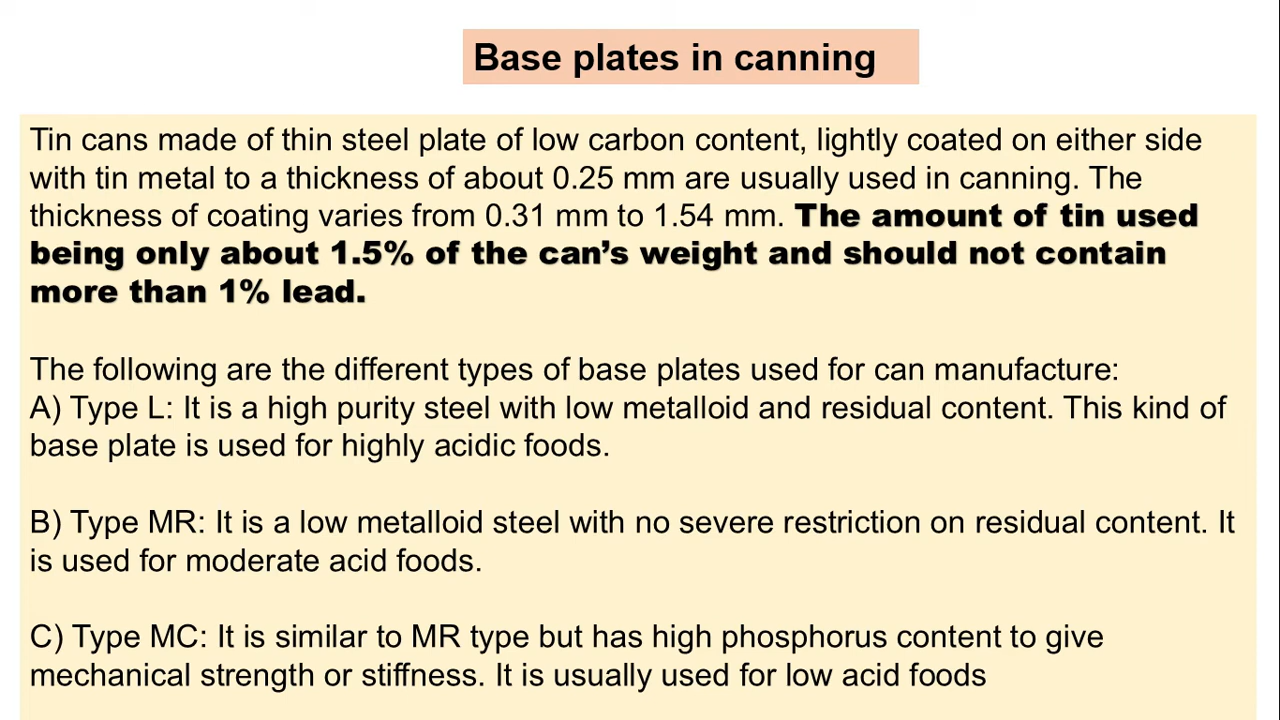 Base plates in canning
Tin cans made of thin steel plate of low carbon content, lightly coated on either side
with tin metal to a thickness of about 0.25 mm are usually used in canning. The
thickness of coating varies from 0.31 mm to 1.54 mm. The amount of tin used
being only about 1.5% of the can’s weight and should not contain
more than 1% lead.
The following are the different types of base plates used for can manufacture:
A) Type L: It is a high purity steel with low metalloid and residual content. This kind of
base plate is used for highly acidic foods.
B) Type MR: It is a low metalloid steel with no severe restriction on residual content. It
is used for moderate acid foods.
C) Type MC: It is similar to MR type but has high phosphorus content to give
mechanical strength or stiffness. It is usually used for low acid foods